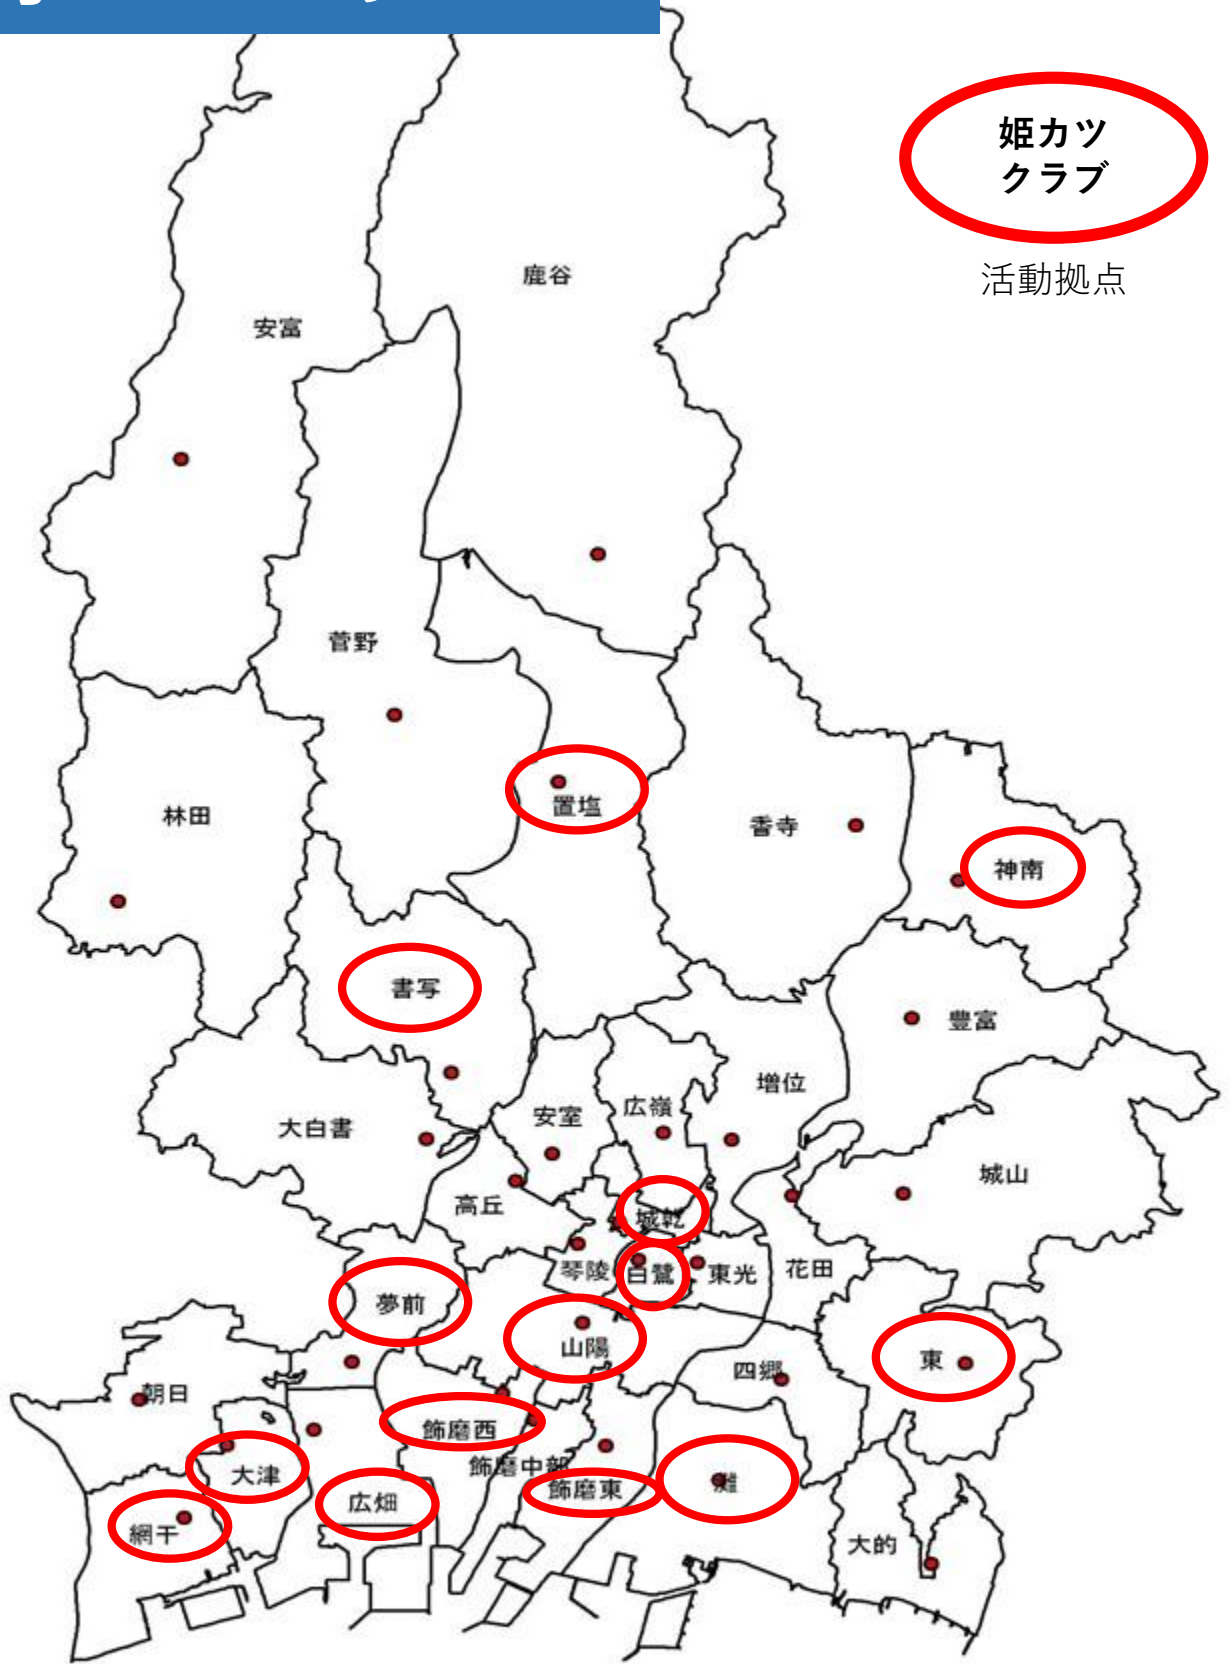 姫カツ
クラブ
活動拠点
鹿谷
安富
菅野
置塩
林田
香寺
神南
書写
豊富
増位
広嶺
安室
大白書
城山
高丘
城乾
琴陵
白鷺
東光
花田
夢前
山陽
東
四郷
朝日
飾磨西
飾磨中部
大津
飾磨東
灘
広畑
網干
大的